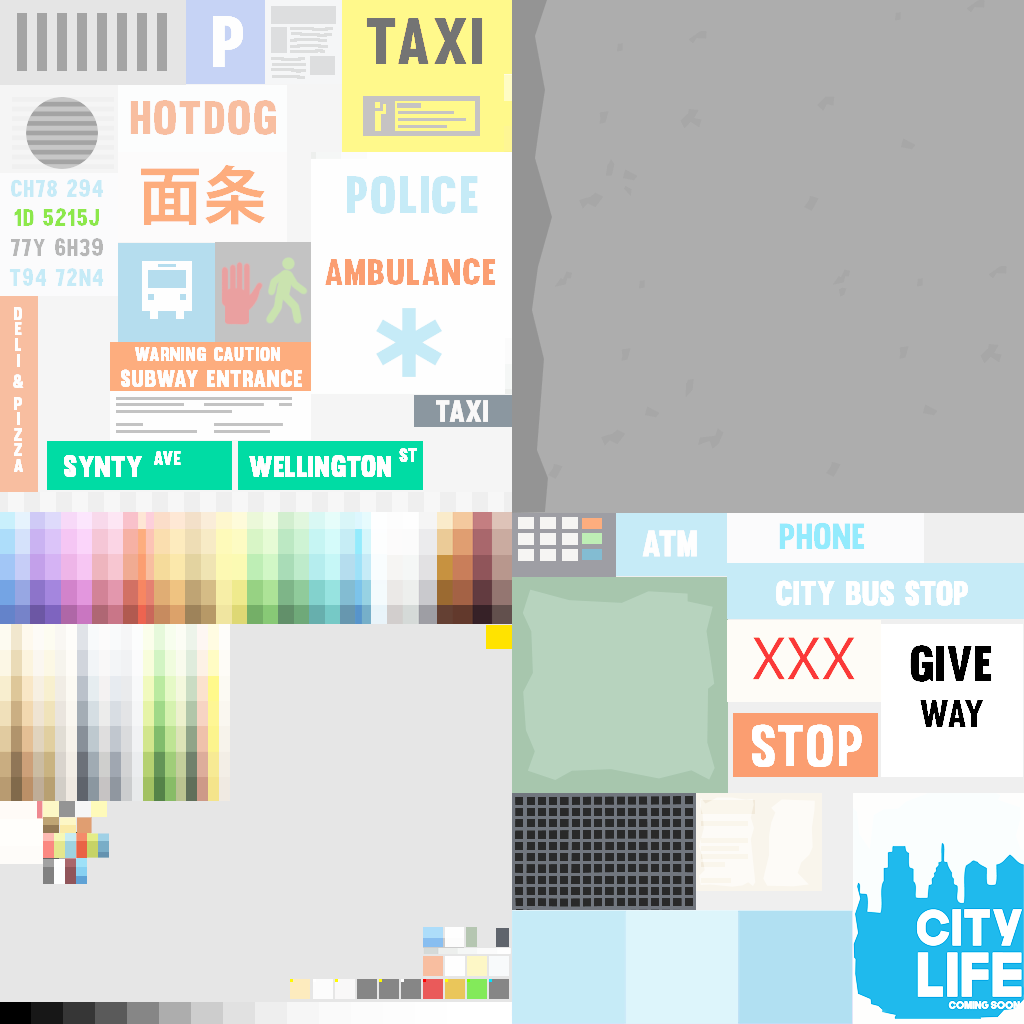 P
TAXI
HOTDOG
面条
CH78 294
1D 5215J
77Y 6H39
T94 72N4
POLICE
AMBULANCE
DELI & PIZZA
WARNING CAUTION
SUBWAY ENTRANCE
TAXI
SYNTY AVE
WELLINGTON ST
ATM
PHONE
CITY BUS STOP
XXX
GIVE
WAY
STOP
CITY
LIFE
COMING SOON